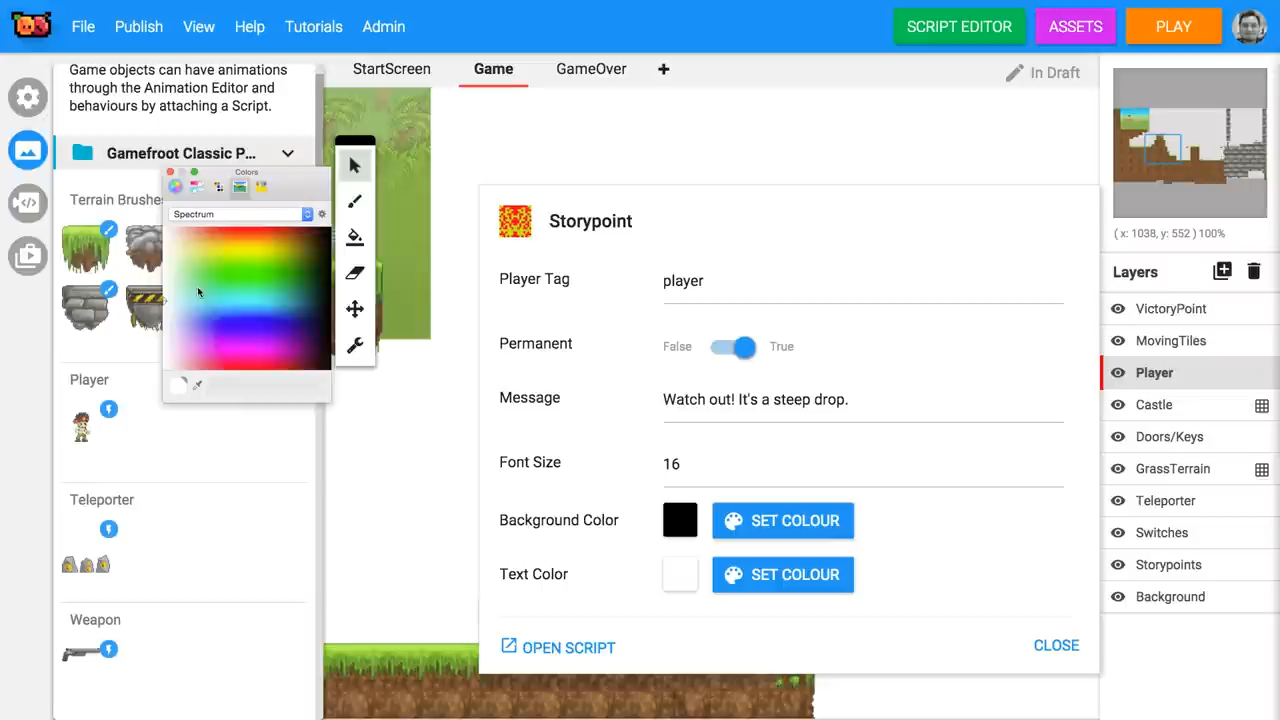 File Publish View Help Tutorials Admin
SCRIPT EDITOR ASSETS PLAY
Game objects can have animations
through the Animation Editor and
behaviours by attaching a Script.
Gamefroot Classic P...
Terrain Brushe
Colors
Spectrum
Player
Teleporter
Weapon
StartScreen Game GameOver +
In Draft
Storypoint
Player Tag player
Permanent False True
Message Watch out! It's a steep drop.
Font Size 16
Background Color SET COLOUR
Text Color SET COLOUR
OPEN SCRIPT CLOSE
( x: 1038, y: 552 ) 100%
Layers
VictoryPoint
MovingTiles
Player
Castle
Doors/Keys
GrassTerrain
Teleporter
Switches
Storypoints
Background